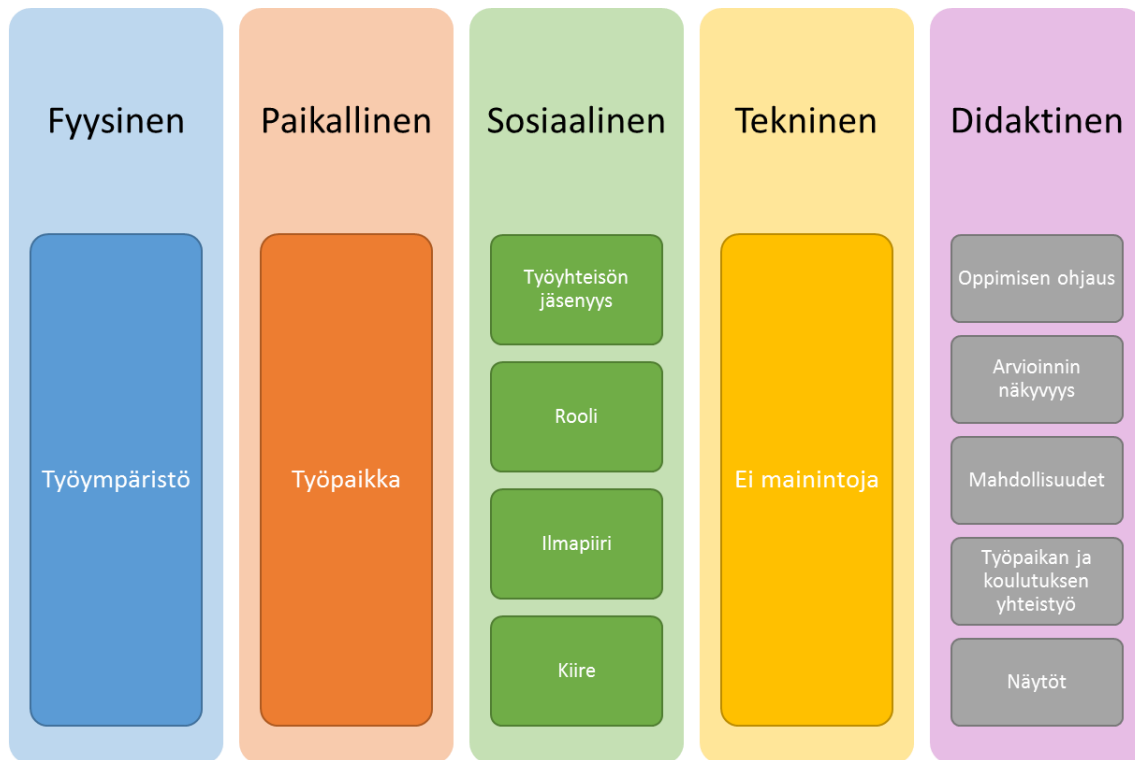 Fyysinen
Työympäristö
Paikallinen
Työpaikka
Sosiaalinen
Työyhteisön
jäsenyys
Rooli
Ilmapiiri
Kiire
Tekninen
Ei mainintoja
Didaktinen
Oppimisen ohjaus
Arvioinnin
näkyvyys
Mahdollisuudet
Työpaikan ja
koulutuksen
yhteistyö
Näytöt